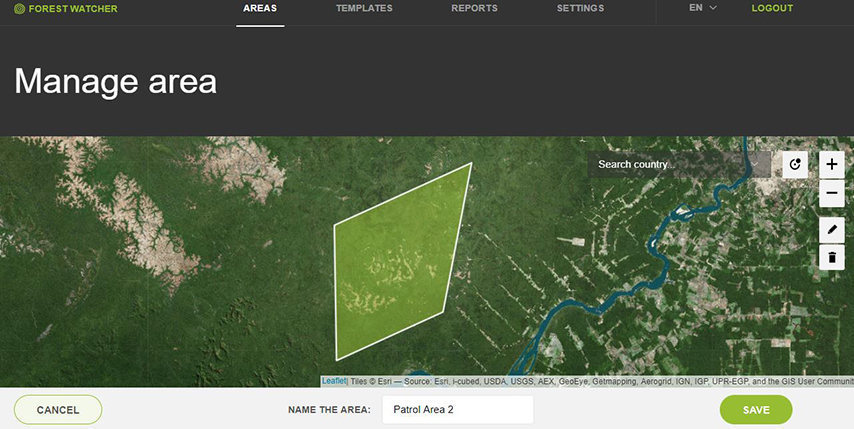 FOREST WATCHER
AREAS
TEMPLATES
REPORTS
SETTINGS
EN
LOGOUT
Manage area
Search country...
+
−
Leaflet | Tiles © Esri — Source: Esri, i-cubed, USDA, USGS, AEX, GeoEye, Getmapping, Aerogrid, IGN, IGP, UPR-EGP, and the GIS User Communit
CANCEL
NAME THE AREA:
Patrol Area 2
SAVE